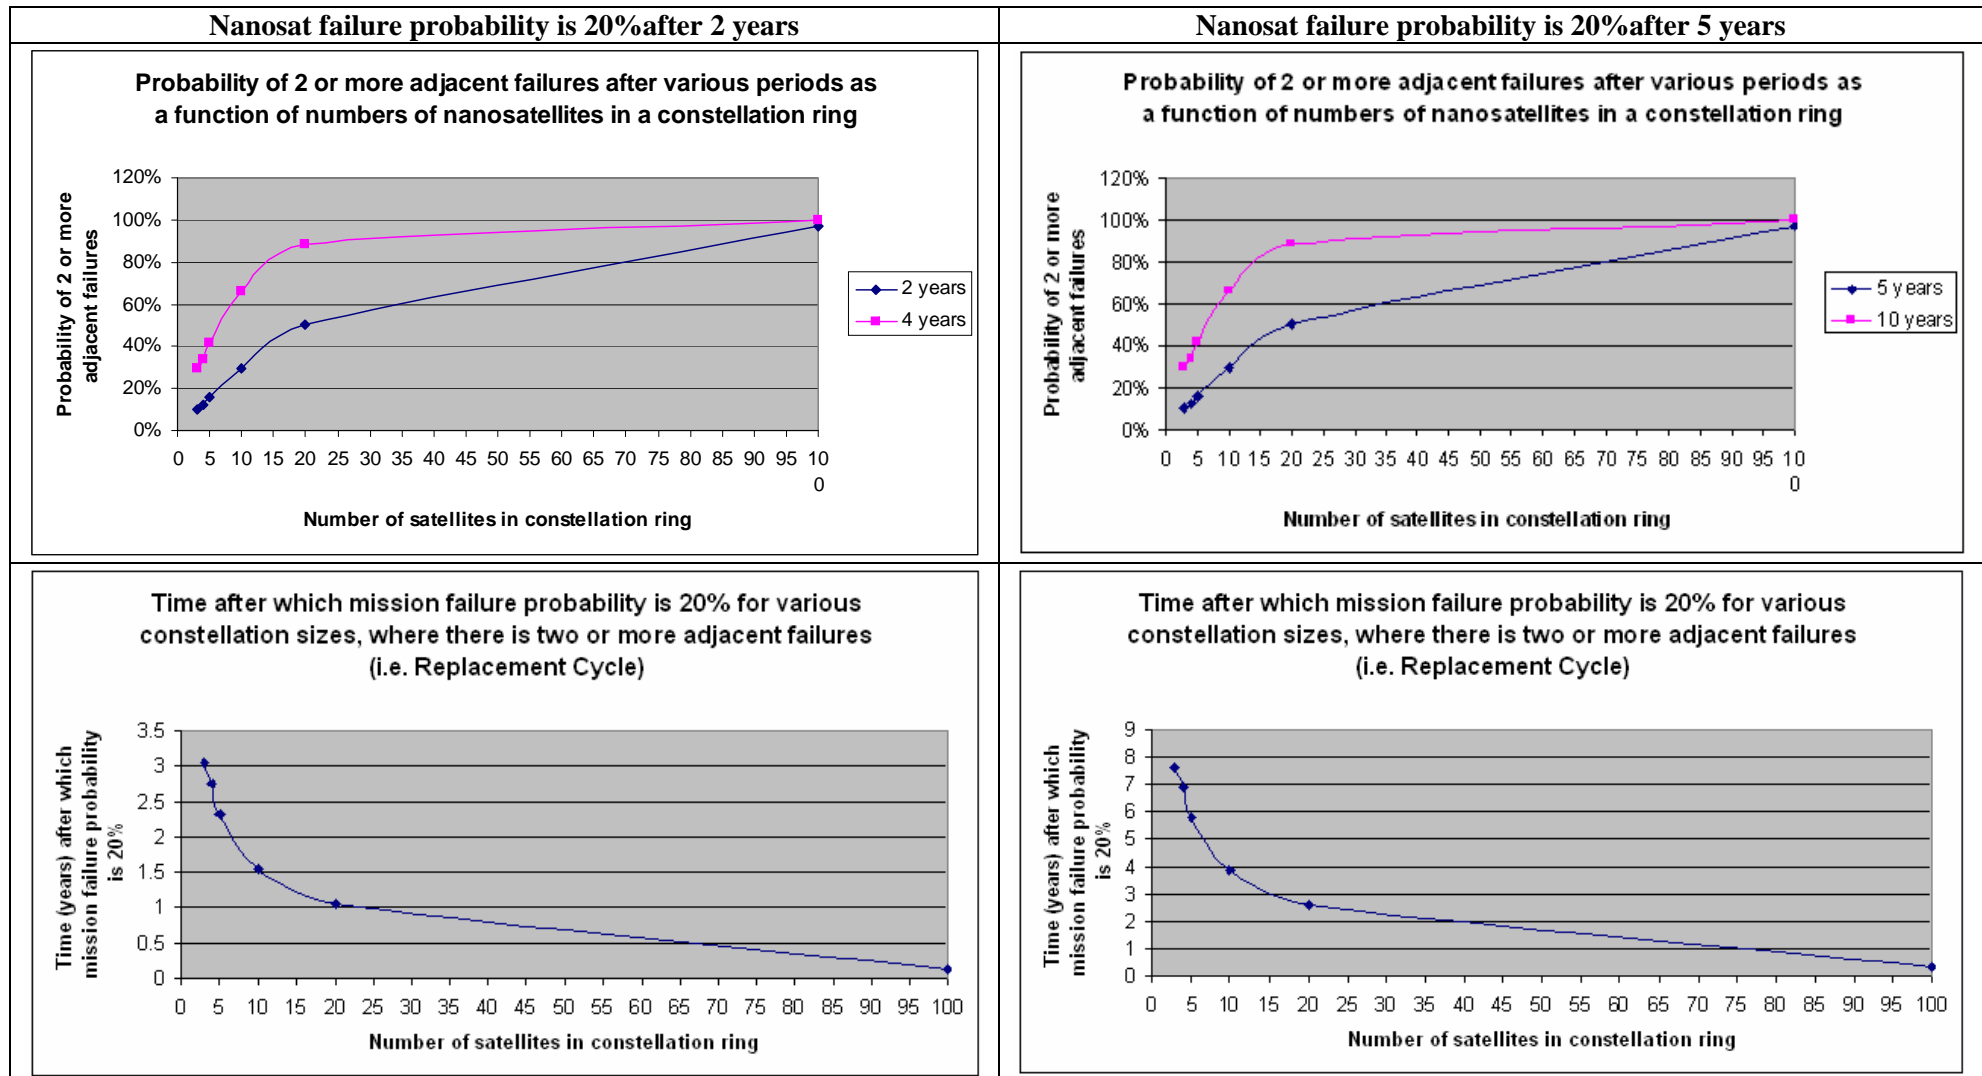 Nanosat failure probability is 20%after 2 years
Nanosat failure probability is 20%after 5 years
Probability of 2 or more adjacent failures after various periods as
a function of numbers of nanosatellites in a constellation ring
Probability of 2 or more
adjacent failures
120%
100%
80%
60%
40%
20%
0%
0 5 10 15 20 25 30 35 40 45 50 55 60 65 70 75 80 85 90 95 10
0
Number of satellites in constellation ring
2 years
4 years
Probability of 2 or more adjacent failures after various periods as
a function of numbers of nanosatellites in a constellation ring
Probability of 2 or more
adjacent failures
120%
100%
80%
60%
40%
20%
0%
0 5 10 15 20 25 30 35 40 45 50 55 60 65 70 75 80 85 90 95 10
0
Number of satellites in constellation ring
5 years
10 years
Time after which mission failure probability is 20% for various
constellation sizes, where there is two or more adjacent failures
(i.e. Replacement Cycle)
Time (years) after which
mission failure probability
is 20%
3.5
3
2.5
2
1.5
1
0.5
0
0 5 10 15 20 25 30 35 40 45 50 55 60 65 70 75 80 85 90 95 100
Number of satellites in constellation ring
Time after which mission failure probability is 20% for various
constellation sizes, where there is two or more adjacent failures
(i.e. Replacement Cycle)
Time (years) after which
mission failure probability
is 20%
9
8
7
6
5
4
3
2
1
0
0 5 10 15 20 25 30 35 40 45 50 55 60 65 70 75 80 85 90 95 100
Number of satellites in constellation ring